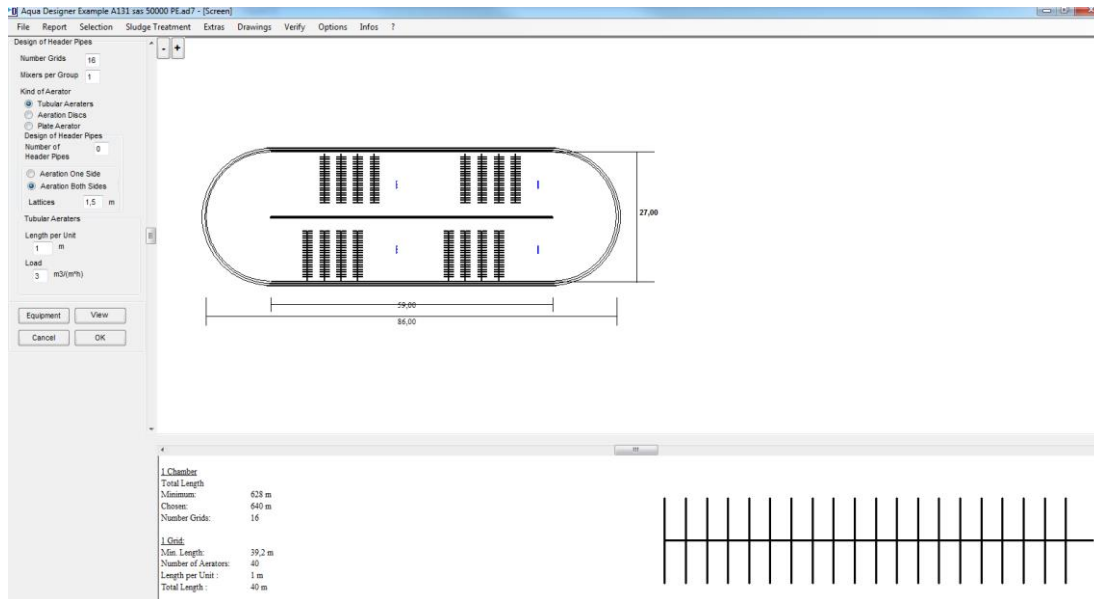 Aqua Designer Example A131 sas 50000 PE.ad7 - [Screen]
File Report Selection Sludge Treatment Extras Drawings Verify Options Infos ?
Design of Header Pipes
Number Grids 16
Mixers per Group 1
Kind of Aerator
Tubular Aeraters
Aeration Discs
Plate Aerator
Design of Header Pipes
Number of Header Pipes 0
Aeration One Side
Aeration Both Sides
Lattices 1,5 m
Tubular Aeraters
Length per Unit
1 m
Load
3 m3/(m*h)
Equipment View
Cancel OK
- +
27,00
59,00
86,00
1 Chamber
Total Length
Minimum: 628 m
Chosen: 640 m
Number Grids: 16
1 Grid:
Min. Length: 39,2 m
Number of Aerators: 40
Length per Unit : 1 m
Total Length : 40 m